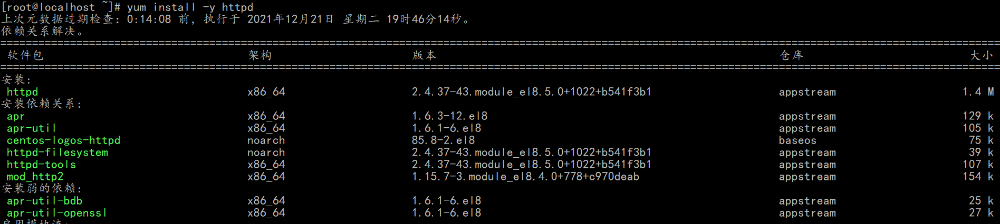 [root@localhost ~]# yum install -y httpd
上次元数据过期检查：0:14:08 前，执行于 2021年12月21日 星期二 19时46分14秒。
依赖关系解决。
软件包 架构 版本 仓库 大小
安装:
httpd x86_64 2.4.37-43.module_el8.5.0+1022+b541f3b1 appstream 1.4 M
安装依赖关系:
apr x86_64 1.6.3-12.el8 appstream 129 k
apr-util x86_64 1.6.1-6.el8 appstream 105 k
centos-logos-httpd noarch 85.8-2.el8 baseos 75 k
httpd-filesystem noarch 2.4.37-43.module_el8.5.0+1022+b541f3b1 appstream 39 k
httpd-tools x86_64 2.4.37-43.module_el8.5.0+1022+b541f3b1 appstream 107 k
mod_http2 x86_64 1.15.7-3.module_el8.4.0+778+c970deab appstream 154 k
安装弱的依赖:
apr-util-bdb x86_64 1.6.1-6.el8 appstream 25 k
apr-util-openssl x86_64 1.6.1-6.el8 appstream 27 k